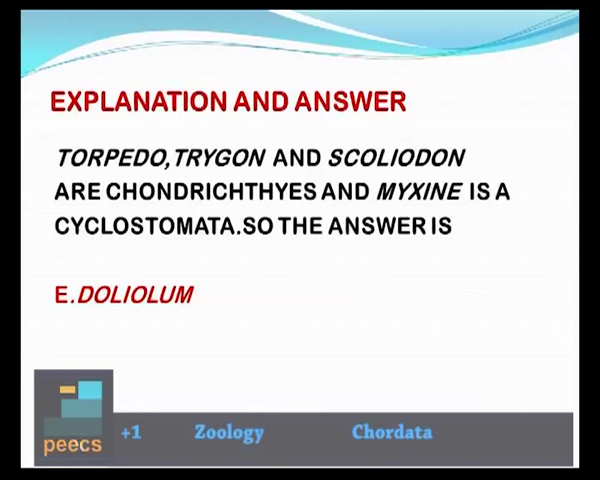 EXPLANATION AND ANSWER
TORPEDO,TRYGON AND SCOLIODON
ARE CHONDRICHTHYES AND MYXINE IS A
CYCLOSTOMATA.SO THE ANSWER IS
E.DOLIOLUM
peecs
+1 Zoology Chordata